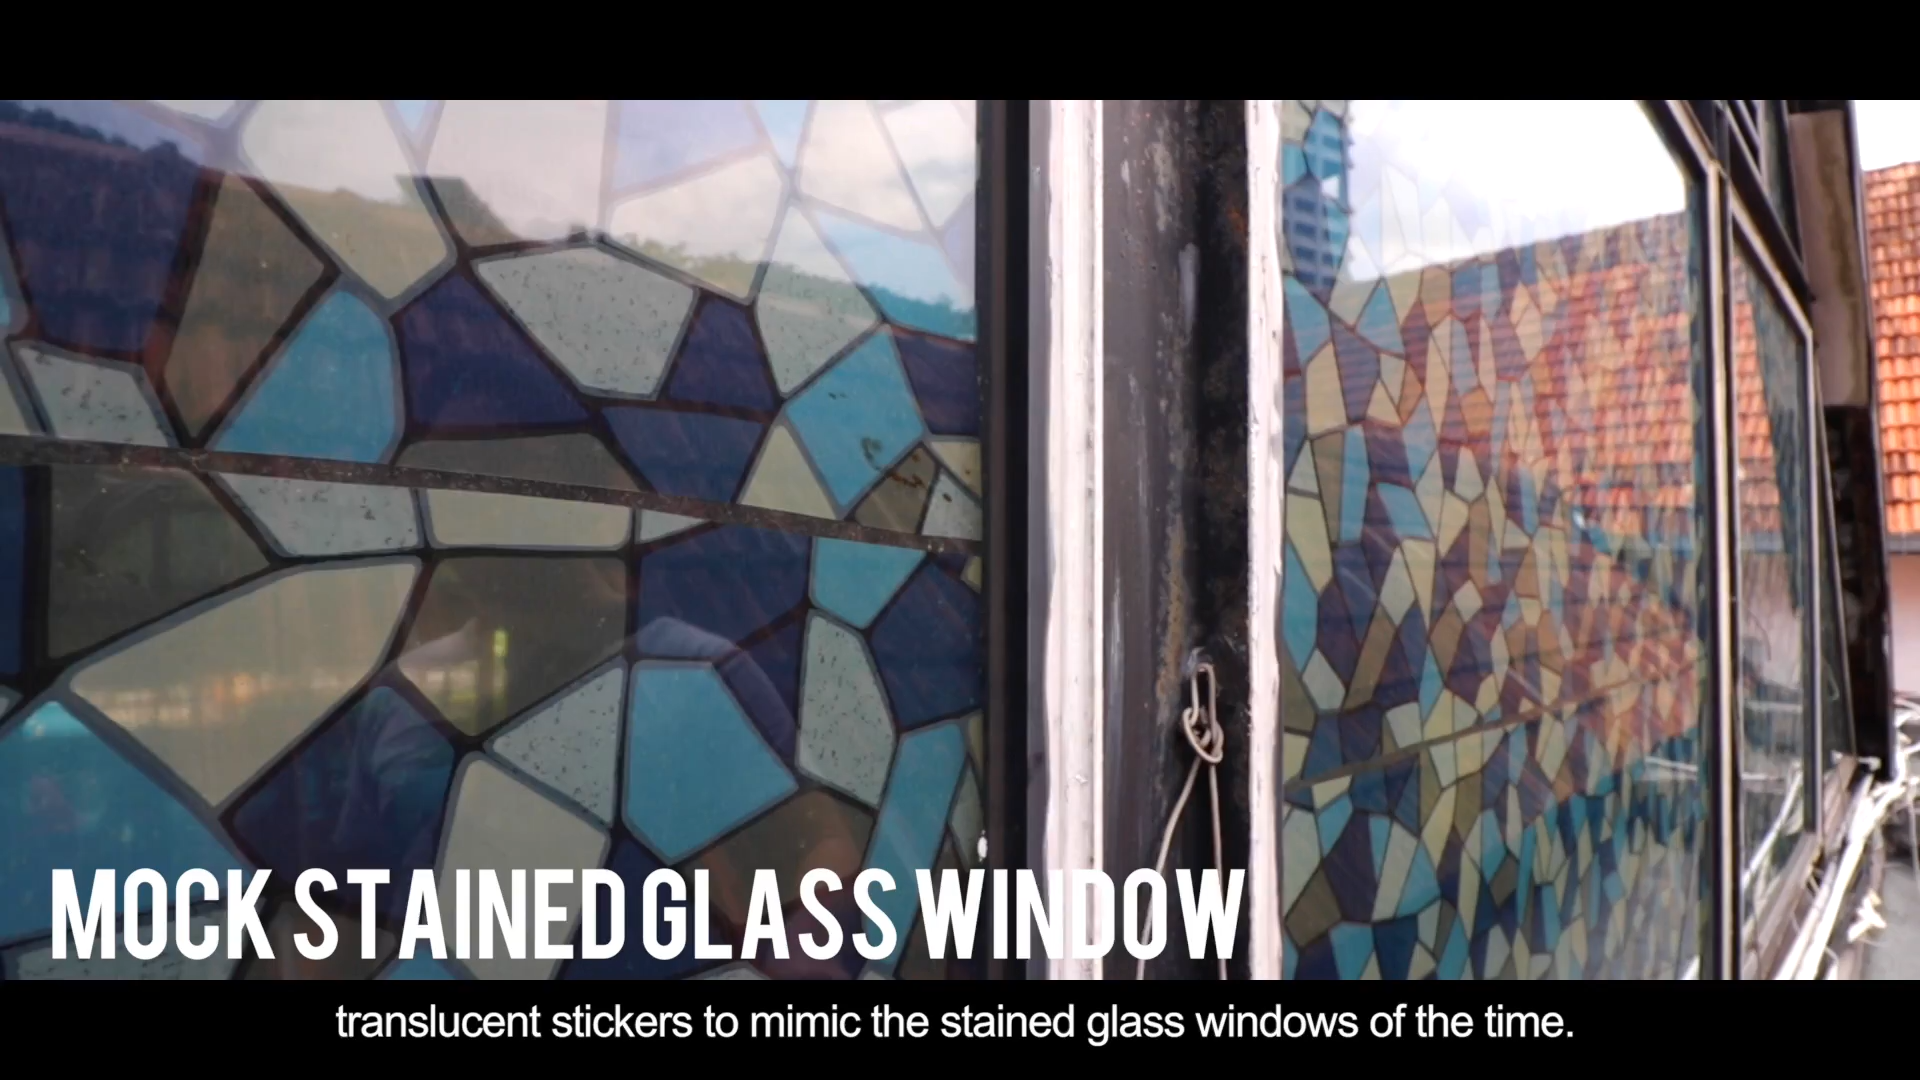 MOCK STAINED GLASS WINDOW
translucent stickers to mimic the stained glass windows of the time.